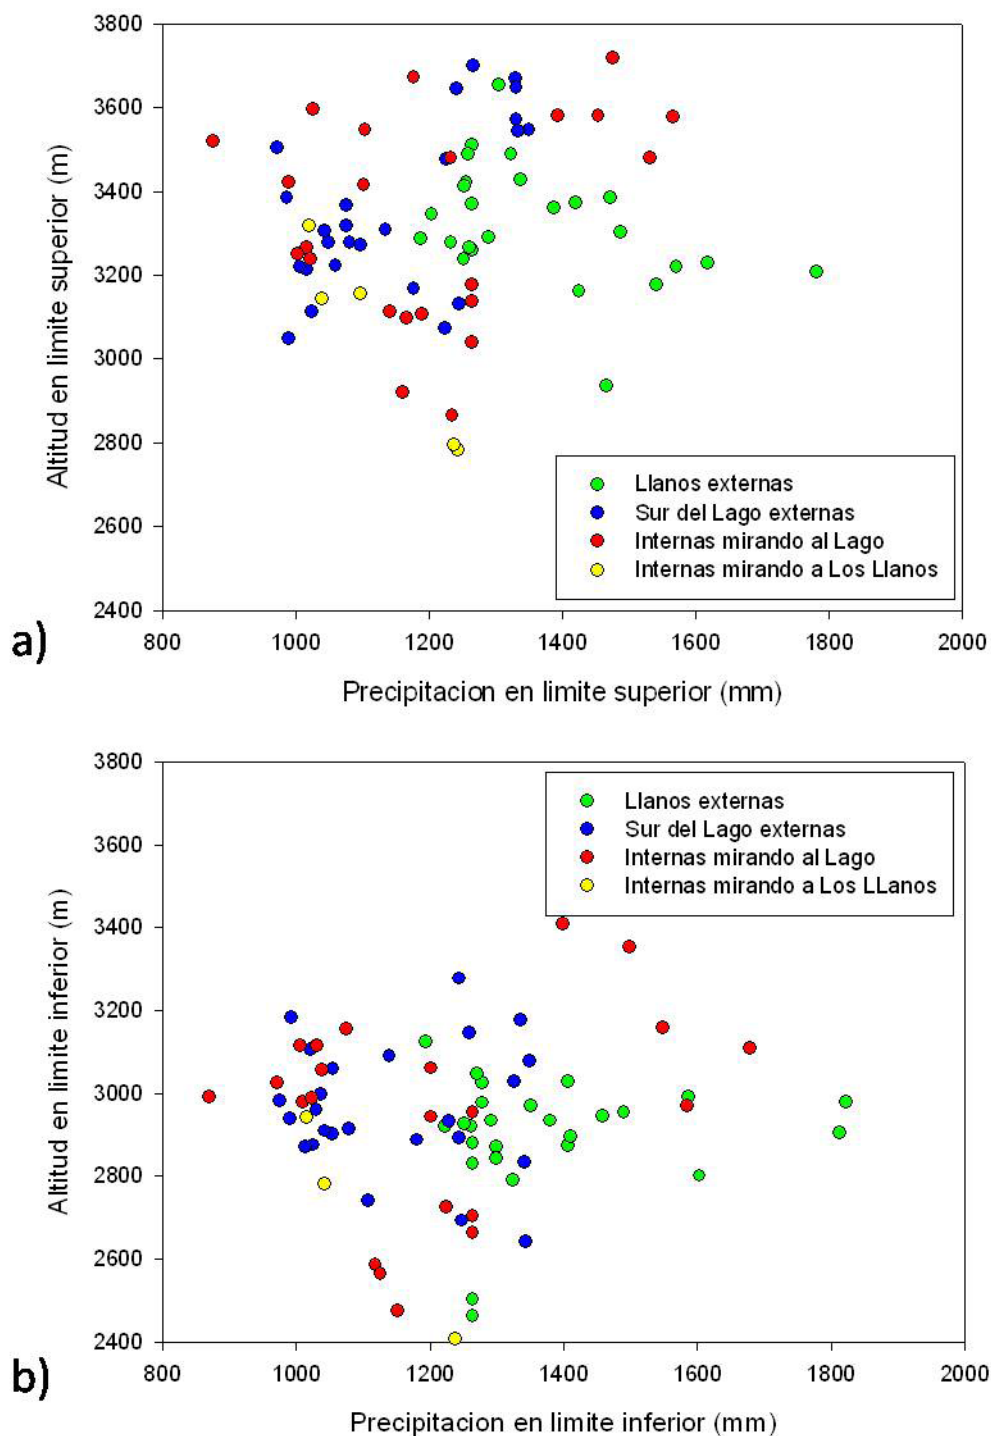 3800
3600
3400
3200
3000
2800
2600
2400
Altitud en limite superior (m)
Llanos externas
Sur del Lago externas
Internas mirando al Lago
Internas mirando a Los Llanos
800 1000 1200 1400 1600 1800 2000
a)
Precipitacion en limite superior (mm)
3800
3600
3400
3200
3000
2800
2600
2400
Altitud en limite inferior (m)
Llanos externas
Sur del Lago externas
Internas mirando al Lago
Internas mirando a Los LLanos
800 1000 1200 1400 1600 1800 2000
b)
Precipitacion en limite inferior (mm)